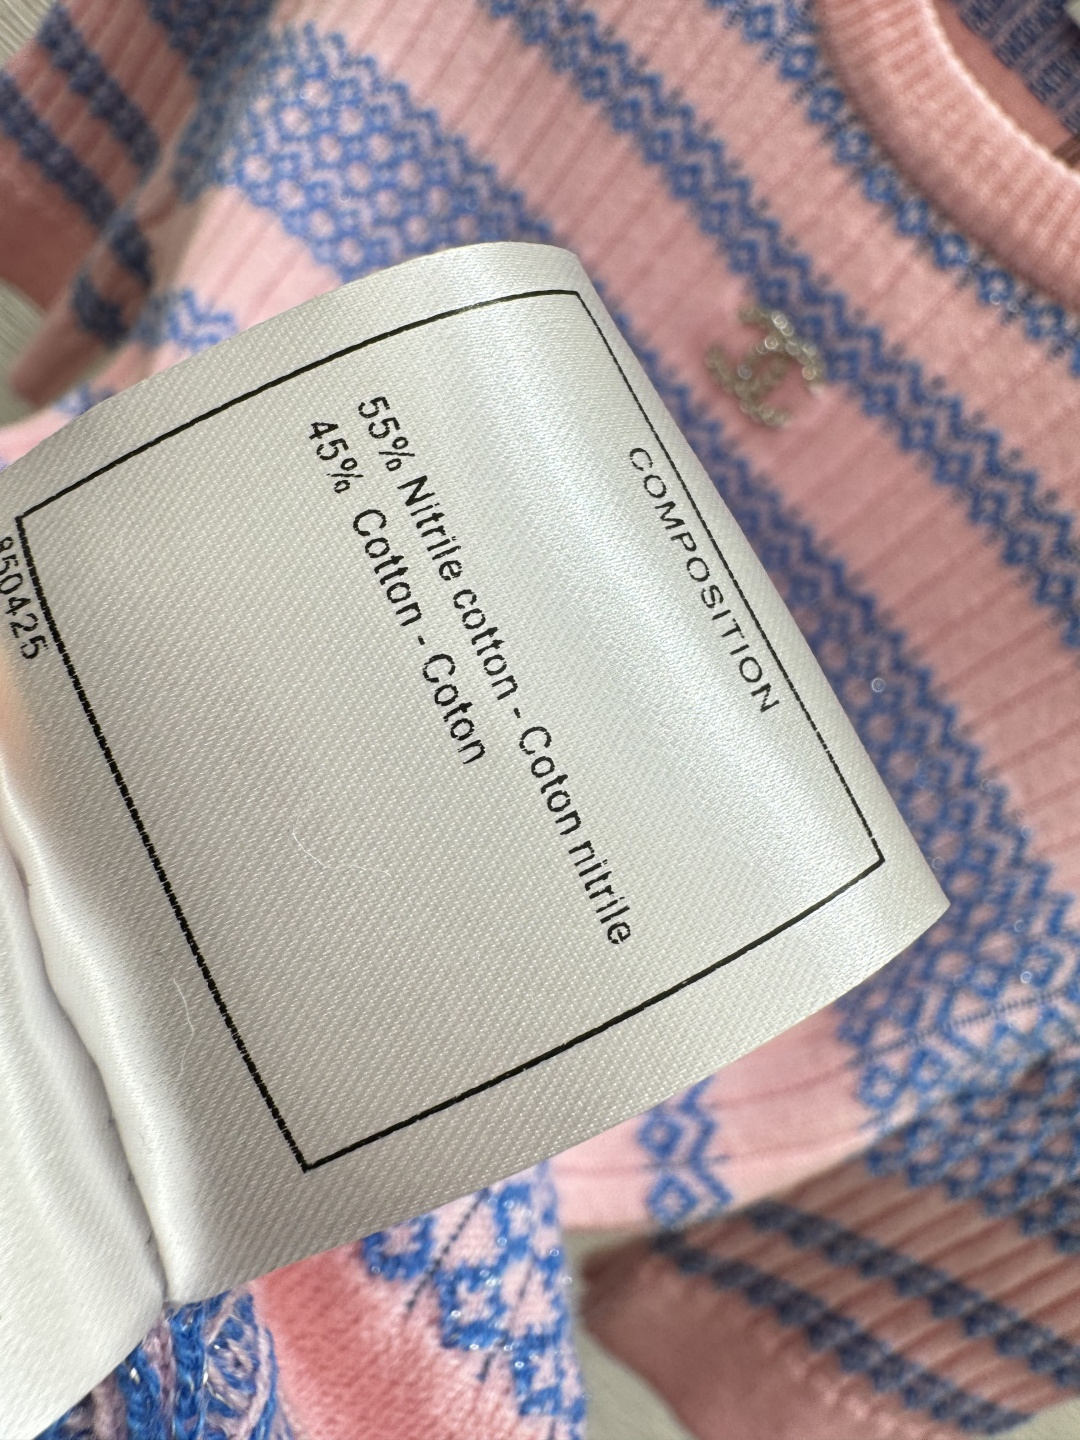 COMPOSITION
55% Nitrile cotton - Coton nitrile
45% Cotton - Coton
850425